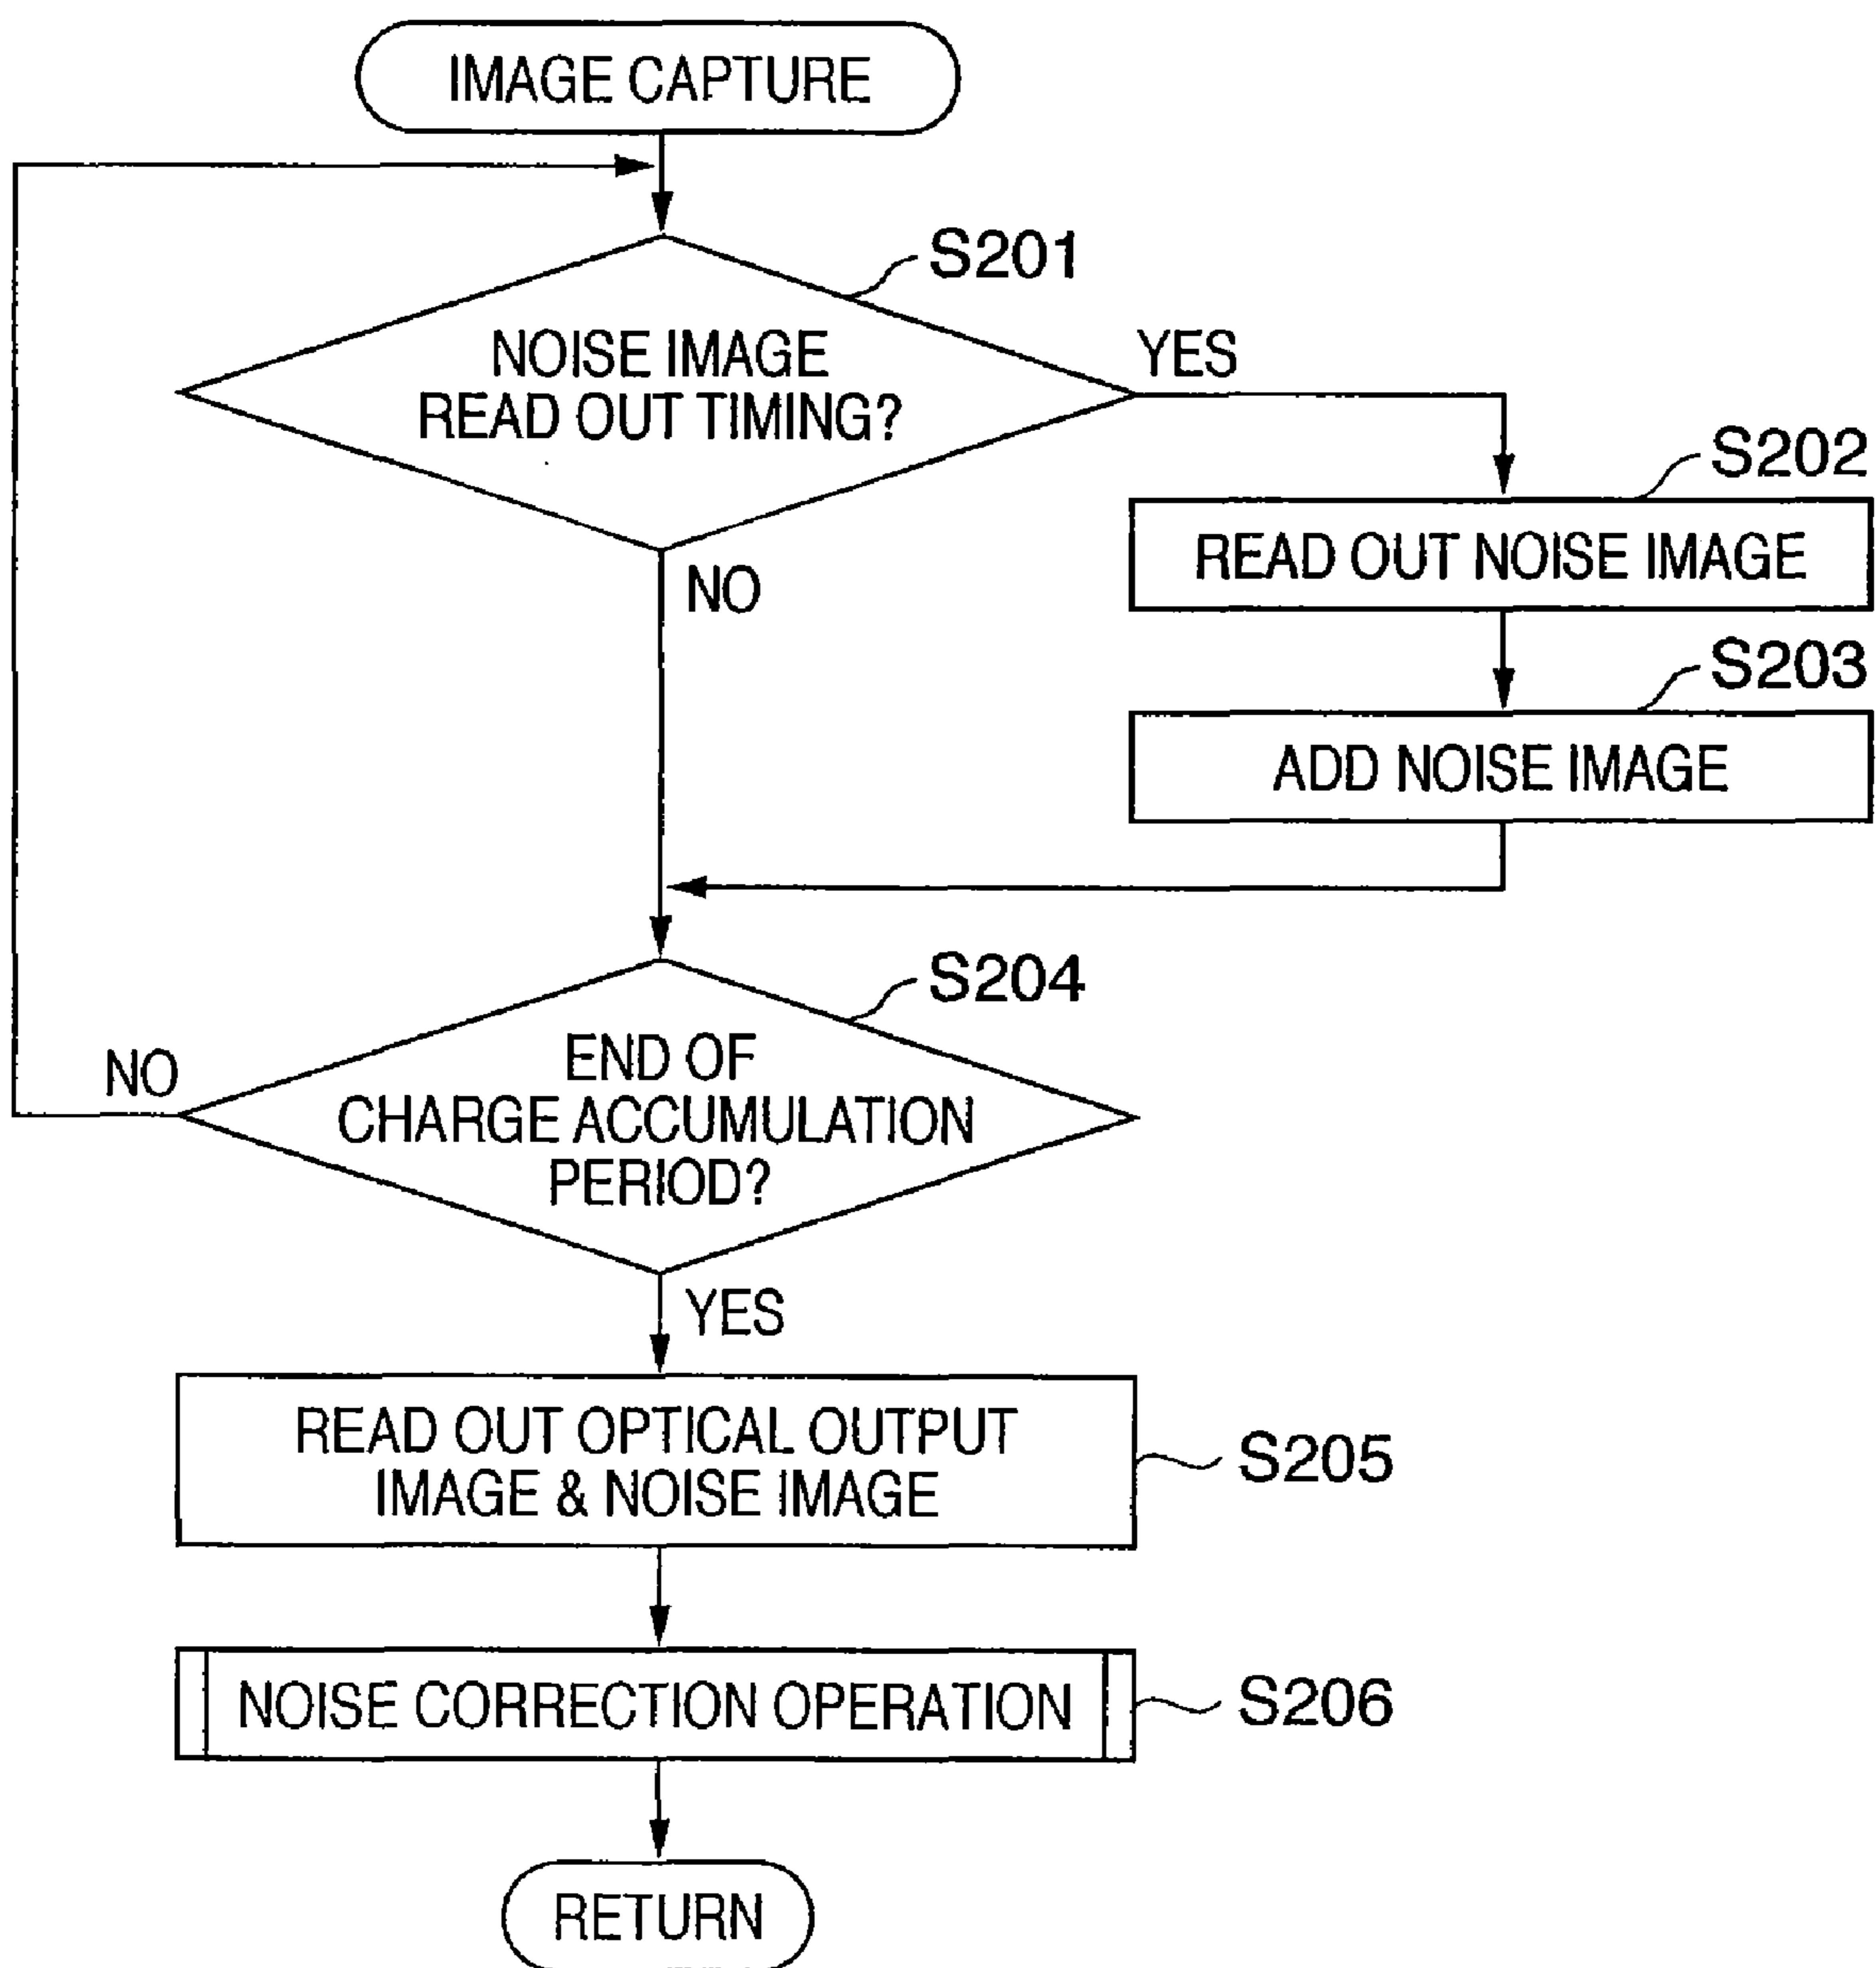 IMAGE CAPTURE
S201
NOISE IMAGE
READ OUT TIMING?
YES
NO
S202
READ OUT NOISE IMAGE
S203
ADD NOISE IMAGE
S204
END OF
CHARGE ACCUMULATION
PERIOD?
NO
YES
READ OUT OPTICAL OUTPUT
IMAGE & NOISE IMAGE
S205
NOISE CORRECTION OPERATION
S206
RETURN